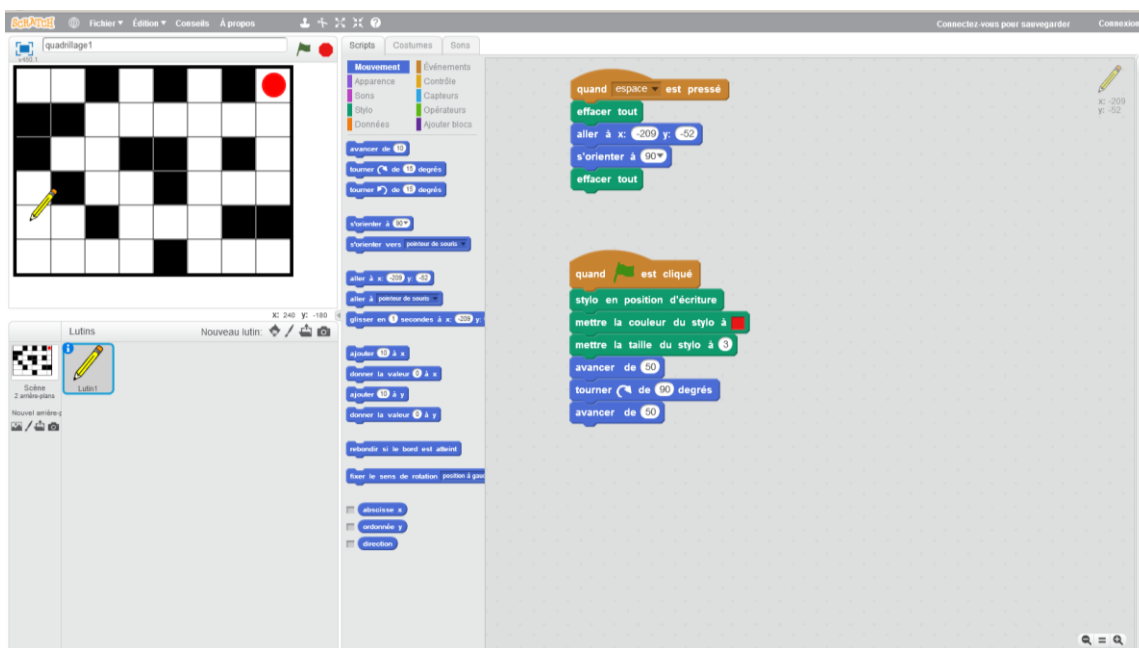 SCRATCH Fichier Édition Conseils À propos Connectez-vous pour sauvegarder Connexion
quadrillage1
v460.1
Scripts Costumes Sons
Mouvement Événements
Apparence Contrôle
Sons Capteurs
Stylo Opérateurs
Données Ajouter blocs
avancer de 10
tourner de 15 degrés
tourner de 15 degrés
s'orienter à 90
s'orienter vers pointeur de souris
aller à x: -209 y: -52
aller à pointeur de souris
glisser en 1 secondes à x: -209 y:
ajouter 10 à x
donner la valeur 0 à x
ajouter 10 à y
donner la valeur 0 à y
rebondir si le bord est atteint
fixer le sens de rotation position à gau
abscisse x
ordonnée y
direction
quand espace est pressé
effacer tout
aller à x: -209 y: -52
s'orienter à 90
effacer tout
quand est cliqué
stylo en position d'écriture
mettre la couleur du stylo à
mettre la taille du stylo à 3
avancer de 50
tourner de 90 degrés
avancer de 50
x: -209
y: -52
x: 240 y: -180
Lutins Nouveau lutin:
Scène
2 arrière-plans
Lutin1
Nouvel arrière-p